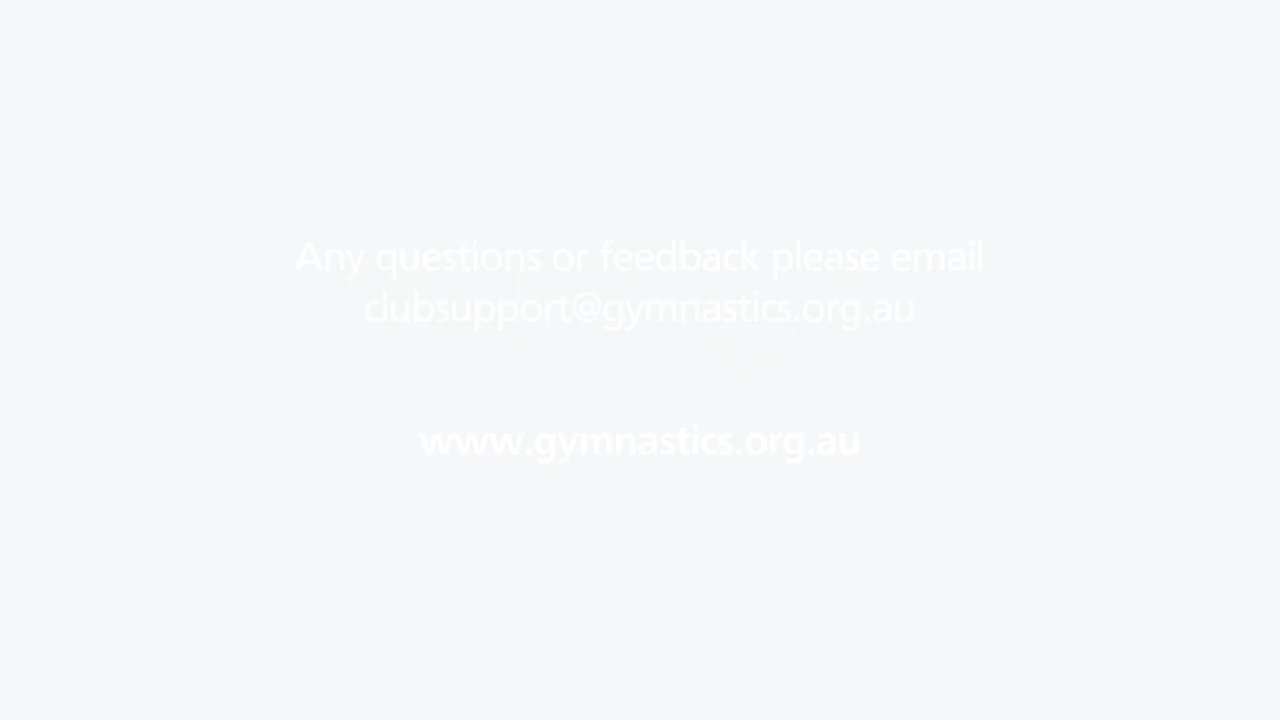 Any questions or feedback please email
clubsupport@gymnastics.org.au
www.gymnastics.org.au